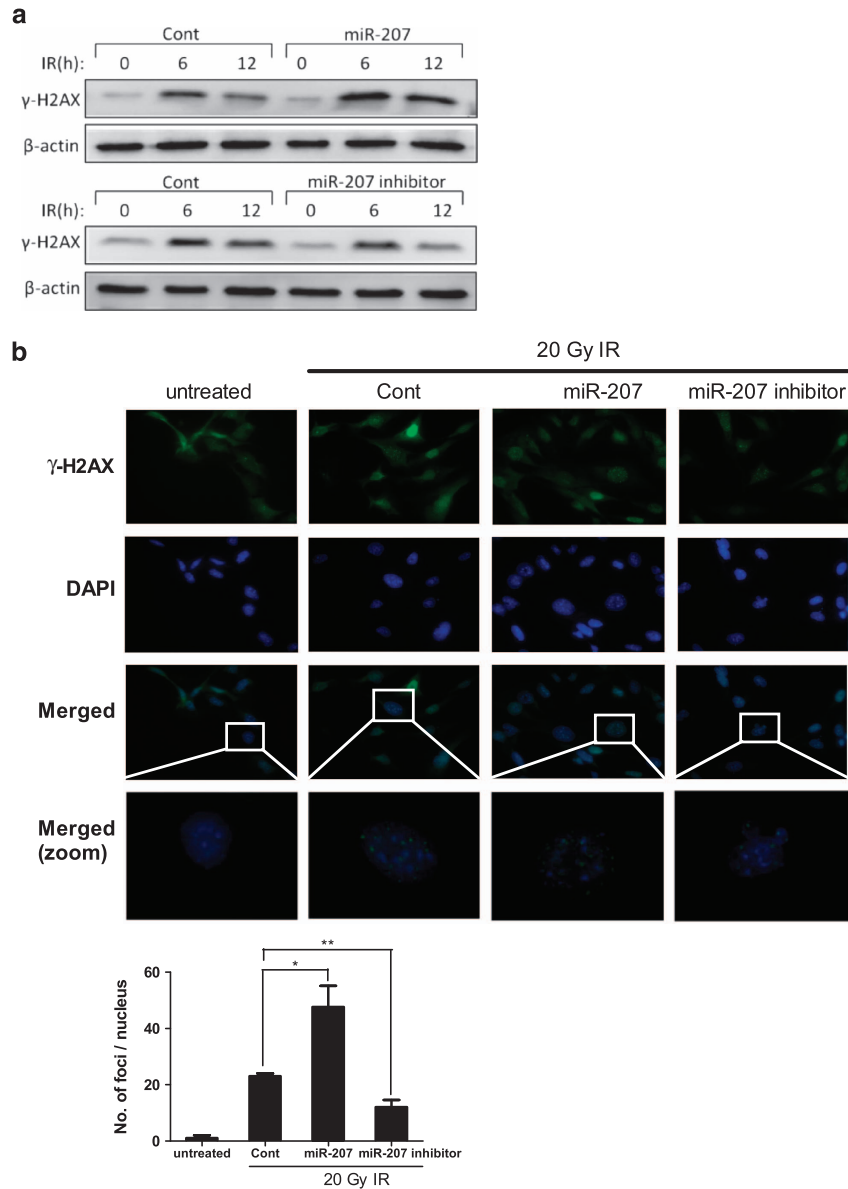 a
Cont miR-207
IR(h): 0 6 12 0 6 12
γ-H2AX
β-actin
Cont miR-207 inhibitor
IR(h): 0 6 12 0 6 12
γ-H2AX
β-actin
b
20 Gy IR
untreated Cont miR-207 miR-207 inhibitor
γ-H2AX
DAPI
Merged
Merged
(zoom)
**
*
60
40
20
0
No. of foci / nucleus
untreated Cont miR-207 miR-207 inhibitor
20 Gy IR